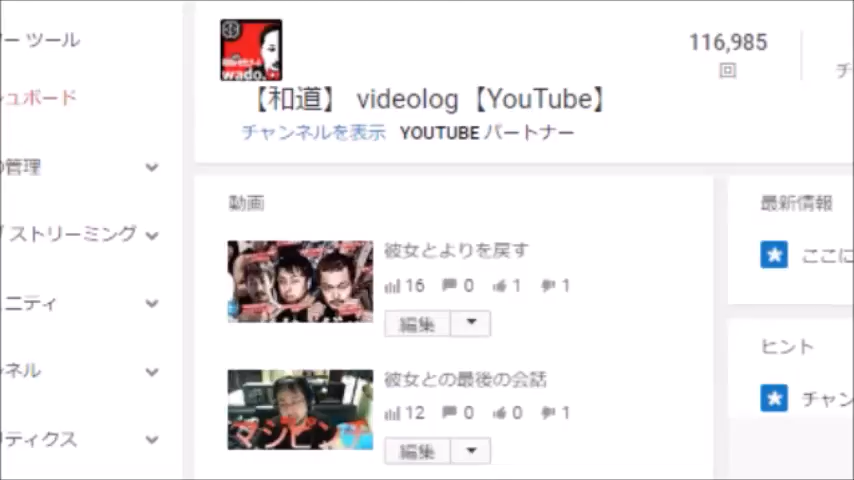 ー ツール
ュボード
の管理
ストリーミング
ニティ
ネル
リティクス
wado.
116,985
回
チ
【和道】 videolog【YouTube】
チャンネルを表示 YOUTUBE パートナー
動画
彼女とよりを戻す
16 0 1 1
編集
彼女との最後の会話
マジピンチ
12 0 0 1
編集
最新情報
ここに
ヒント
チャン